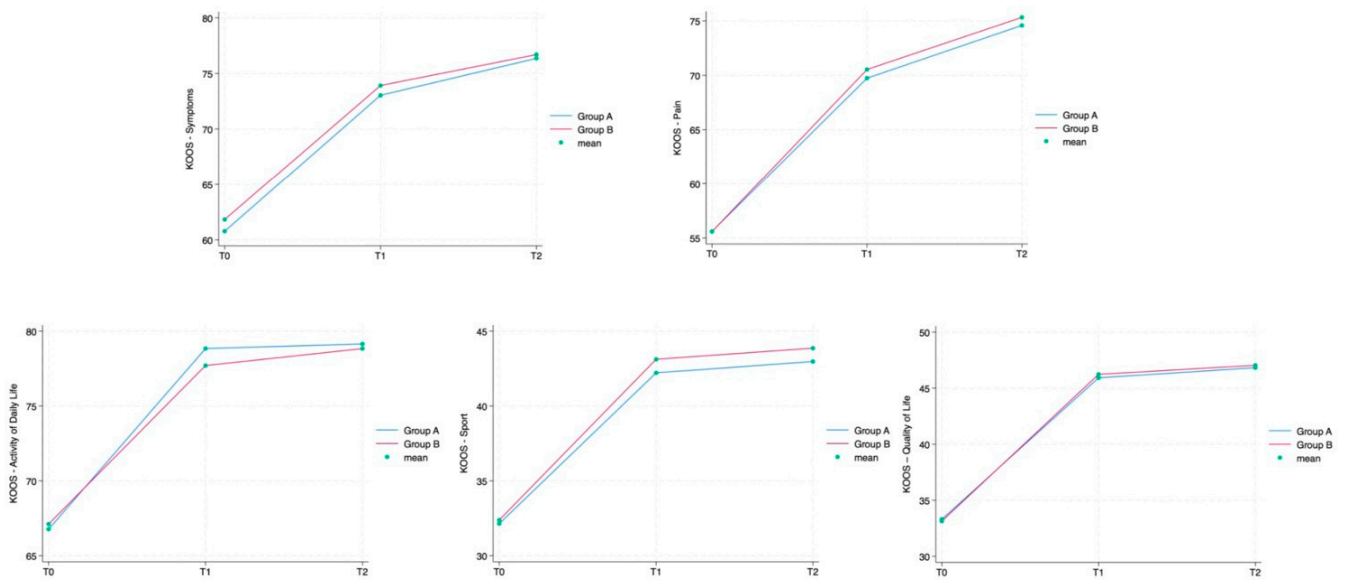 80
75
70
65
60
KOOS - Symptoms
T0 T1 T2
Group A
Group B
mean
75
70
65
60
55
KOOS - Pain
T0 T1 T2
Group A
Group B
mean
80
75
70
65
KOOS - Activity of Daily Life
T0 T1 T2
Group A
Group B
mean
45
40
35
30
KOOS - Sport
T0 T1 T2
Group A
Group B
mean
50
45
40
35
30
KOOS – Quality of Life
T0 T1 T2
Group A
Group B
mean